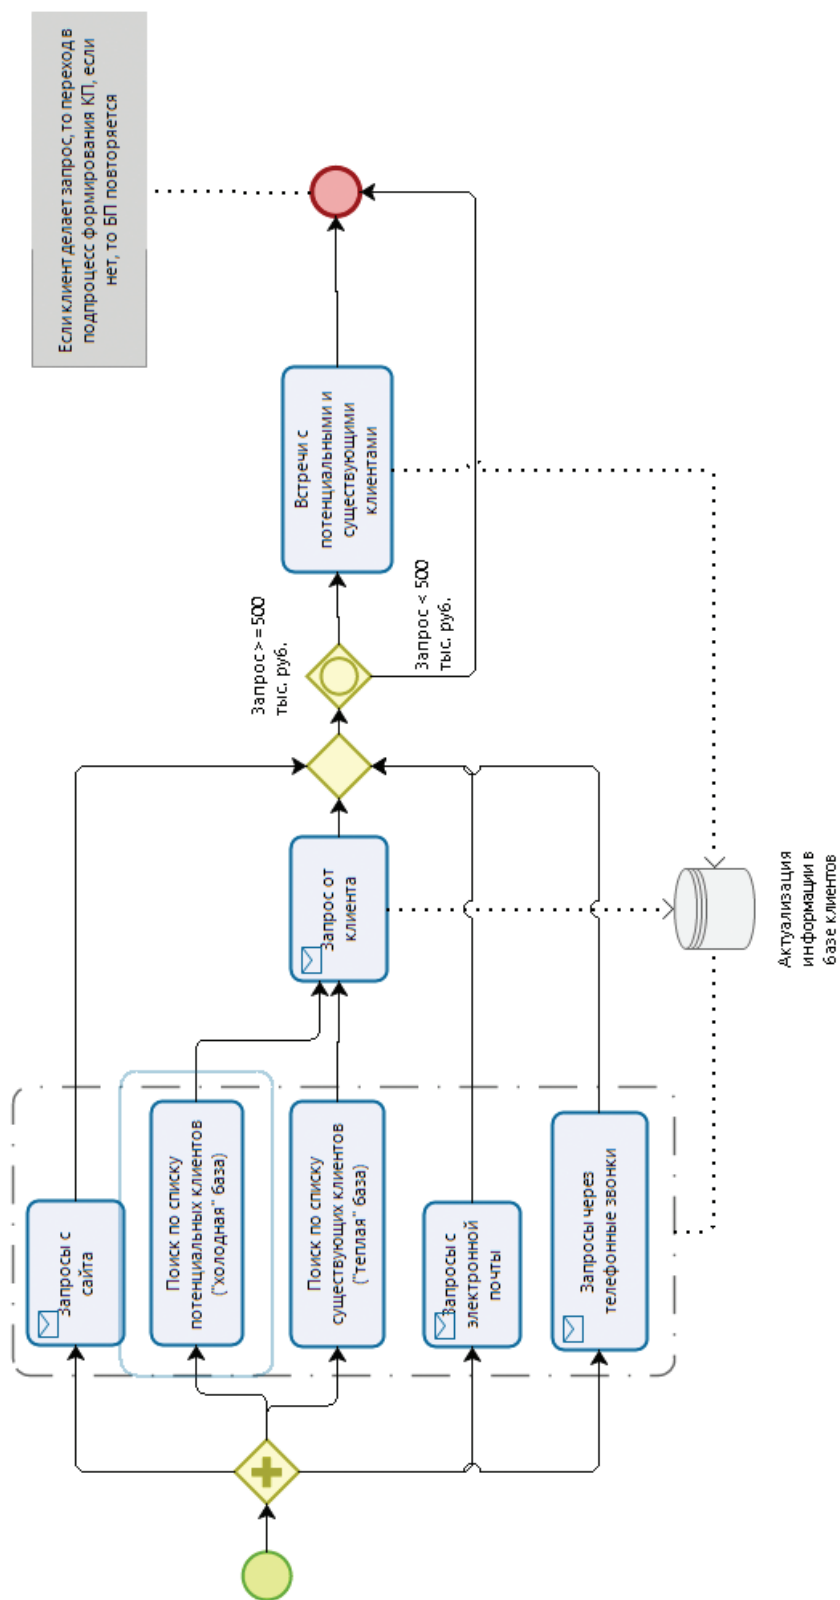 Запросы с
сайта
Поиск по списку
потенциальных клиентов
("холодная" база)
Поиск по списку
существующих клиентов
("теплая" база)
Запросы с
электронной
почты
Запросы через
телефонные звонки
Запрос от
клиента
Запрос >= 500
тыс. руб.
Запрос < 500
тыс. руб.
Встречи с
потенциальными и
существующими
клиентами
Если клиент делает запрос, то переход в
подпроцесс формирования КП, если
нет, то БП повторяется
Актуализация
информации в
базе клиентов